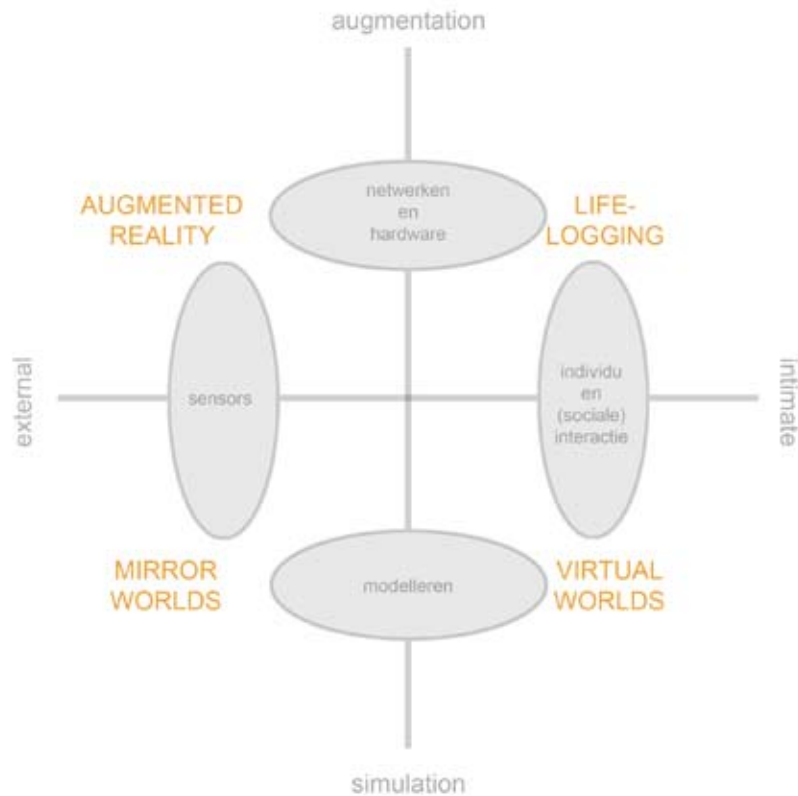 augmentation
netwerken
en
hardware
AUGMENTED
REALITY
LIFE-
LOGGING
external
sensors
individu
en
(sociale)
interactie
intimate
MIRROR
WORLDS
modelleren
VIRTUAL
WORLDS
simulation